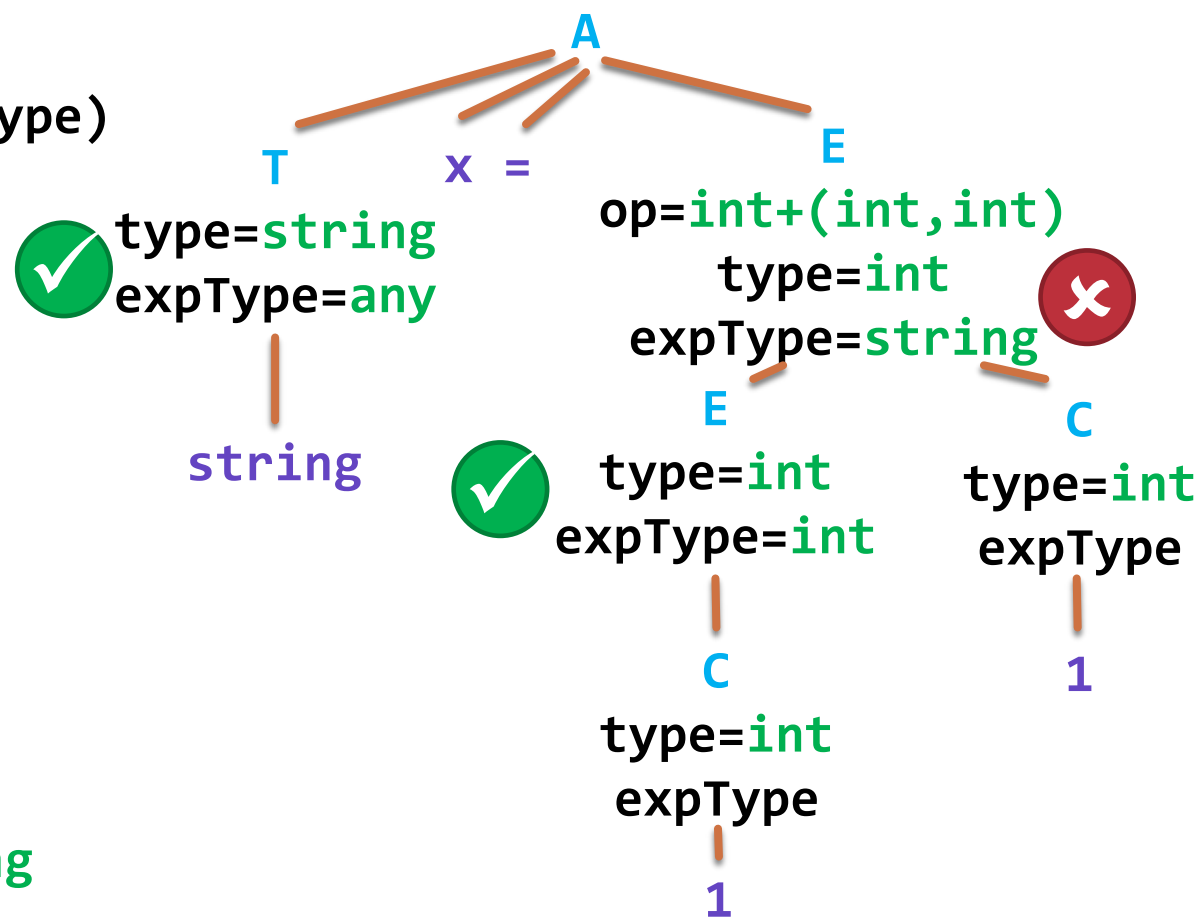 A
ype)
T
x =
E
type=string
expType=any
op=int+(int,int)
type=int
expType=string
string
E
type=int
expType=int
C
type=int
expType
1
C
type=int
expType
1
g